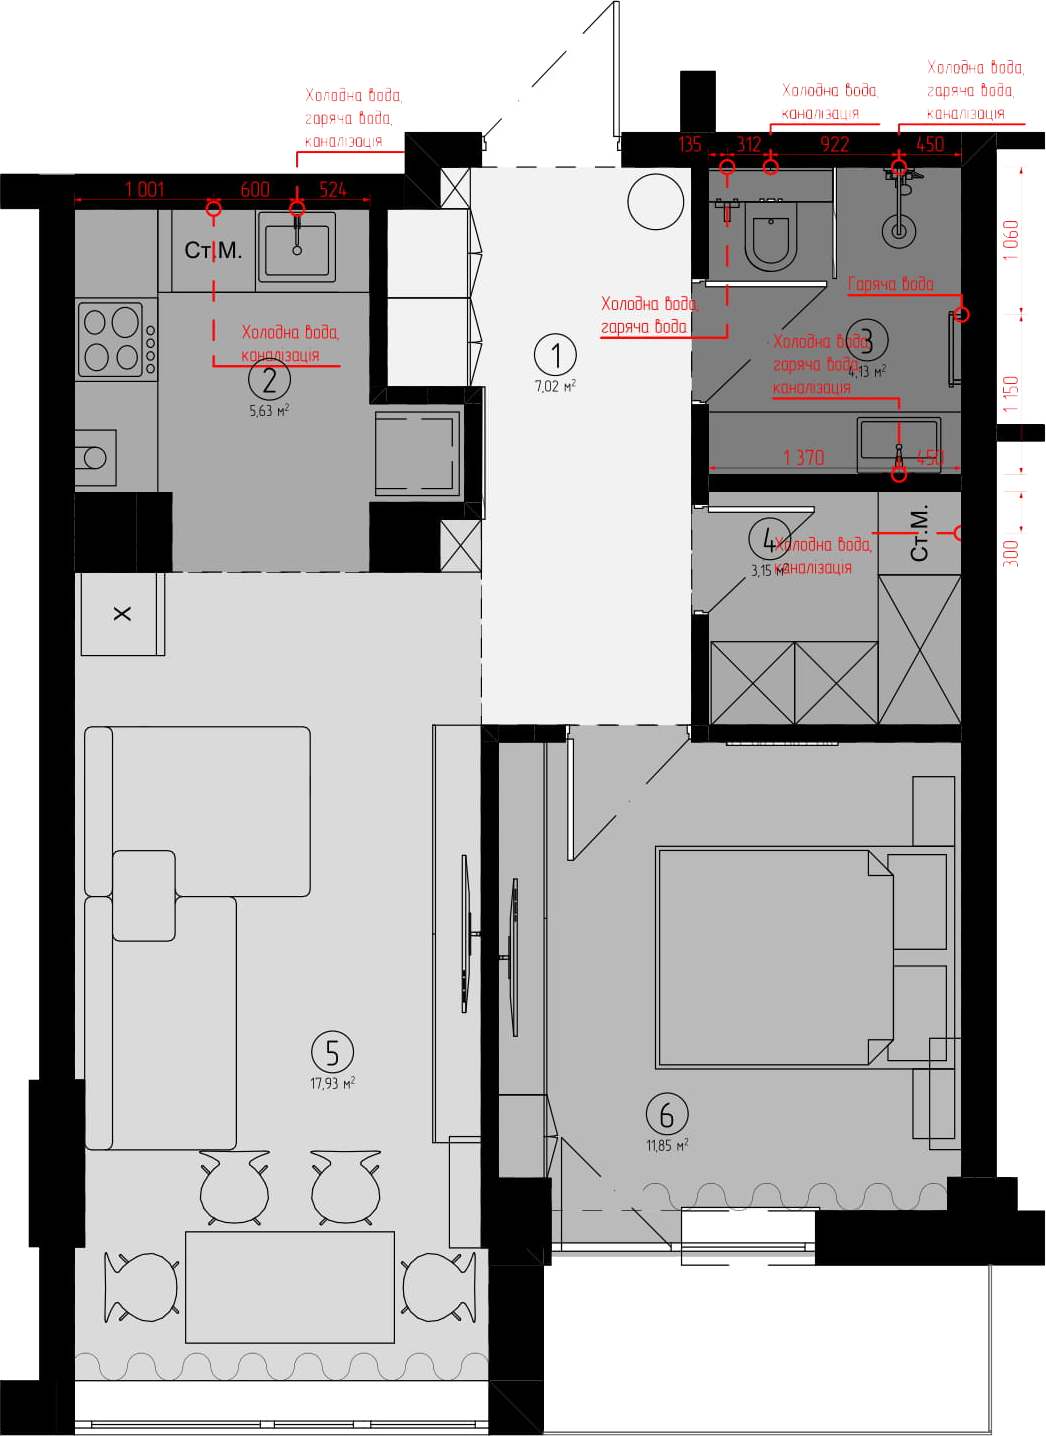 Холодна вода,
гаряча вода,
каналізація
Холодна вода,
каналізація
Холодна вода,
гаряча вода,
каналізація
135
312
922
450
1 001
600
524
Ст.М.
1 060
Холодна вода,
гаряча вода
Гаряча вода
Холодна вода,
каналізація
1
7,02 м²
3
4,13 м²
Холодна вода,
гаряча вода,
каналізація
2
5,63 м²
1 150
1 370
450
Ст.М.
4
3,15 м²
Холодна вода,
каналізація
300
X
5
17,93 м²
6
11,85 м²